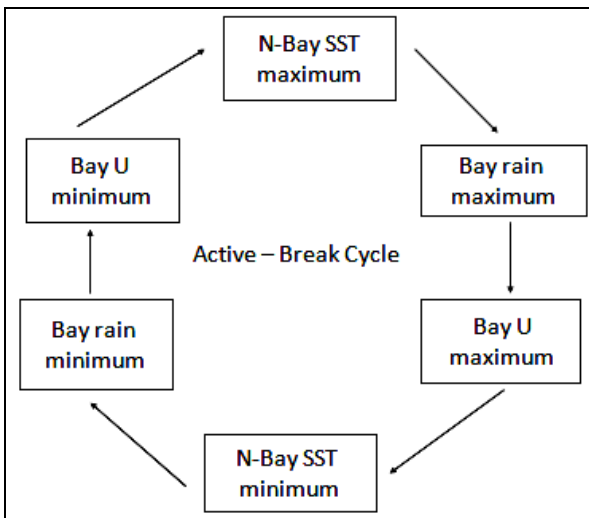 N-Bay SST
maximum
Bay rain
maximum
Bay U
maximum
N-Bay SST
minimum
Bay rain
minimum
Bay U
minimum
Active – Break Cycle